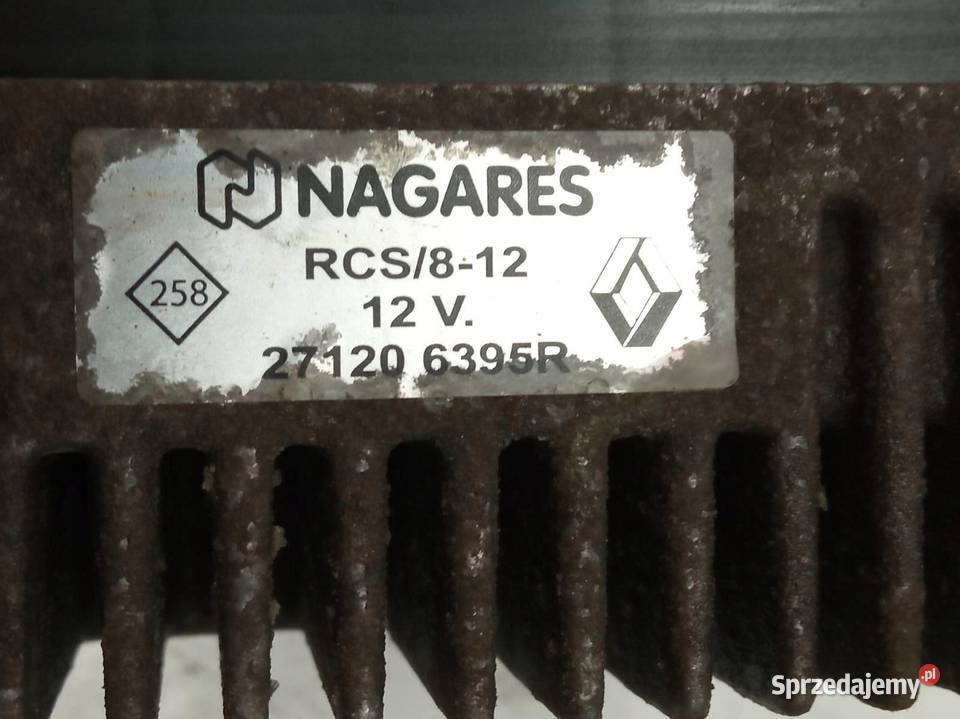 NAGARES
RCS/8-12
258
12 V.
27120 6395R
Sprzedajemy.pl